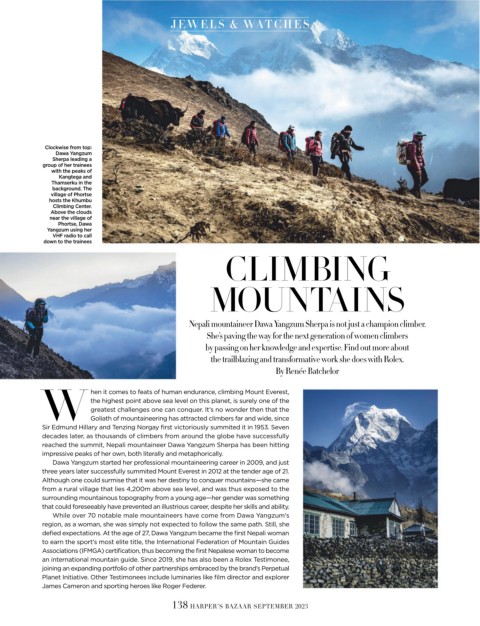 JEWELS & WATCHES
Clockwise from top:
Dawa Yangzum
Sherpa leading a
group of her trainees
with the peaks of
Kangtega and
Thamserku in the
background. The
village of Phortse
hosts the Khumbu
Climbing Center.
Above the clouds
near the village of
Phortse, Dawa
Yangzum using her
VHF radio to call
down to the trainees
CLIMBING
MOUNTAINS
Nepali mountaineer Dawa Yangzum Sherpa is not just a champion climber.
She's paving the way for the next generation of women climbers
by passing on her knowledge and expertise. Find out more about
the trailblazing and transformative work she does with Rolex.
By Renée Batchelor
When it comes to feats of human endurance, climbing Mount Everest,
the highest point above sea level on this planet, is surely one of the
greatest challenges one can conquer. It's no wonder then that the
Goliath of mountaineering has attracted climbers far and wide, since
Sir Edmund Hillary and Tenzing Norgay first victoriously summited it in 1953. Seven
decades later, as thousands of climbers from around the globe have successfully
reached the summit, Nepali mountaineer Dawa Yangzum Sherpa has been hitting
impressive peaks of her own, both literally and metaphorically.
Dawa Yangzum started her professional mountaineering career in 2009, and just
three years later successfully summited Mount Everest in 2012 at the tender age of 21.
Although one could surmise that it was her destiny to conquer mountains—she came
from a rural village that lies 4,200m above sea level, and was thus exposed to the
surrounding mountainous topography from a young age—her gender was something
that could foreseeably have prevented an illustrious career, despite her skills and ability.
While over 70 notable male mountaineers have come from Dawa Yangzum's
region, as a woman, she was simply not expected to follow the same path. Still, she
defied expectations. At the age of 27, Dawa Yangzum became the first Nepali woman
to earn the sport's most elite title, the International Federation of Mountain Guides
Associations (IFMGA) certification, thus becoming the first Nepalese woman to become
an international mountain guide. Since 2019, she has also been a Rolex Testimonee,
joining an expanding portfolio of other partnerships embraced by the brand's Perpetual
Planet Initiative. Other Testimonees include luminaries like film director and explorer
James Cameron and sporting heroes like Roger Federer.
138 HARPER'S BAZAAR SEPTEMBER 2023